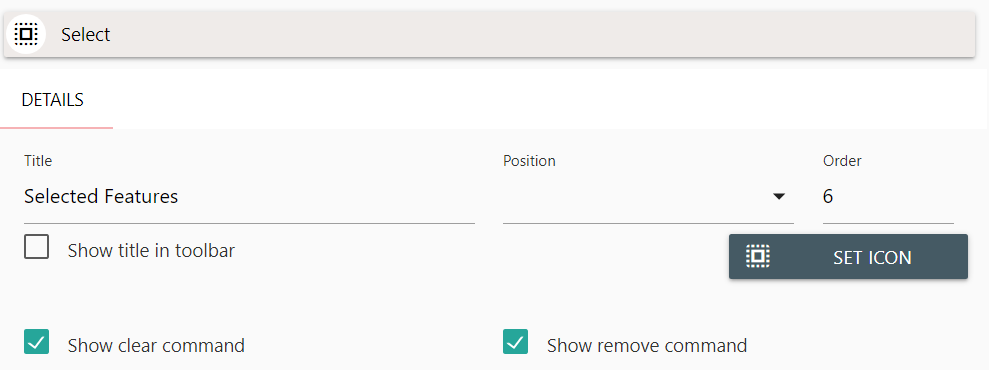 Select
DETAILS
Title
Position
Order
Selected Features
6
Show title in toolbar
SET ICON
Show clear command
Show remove command